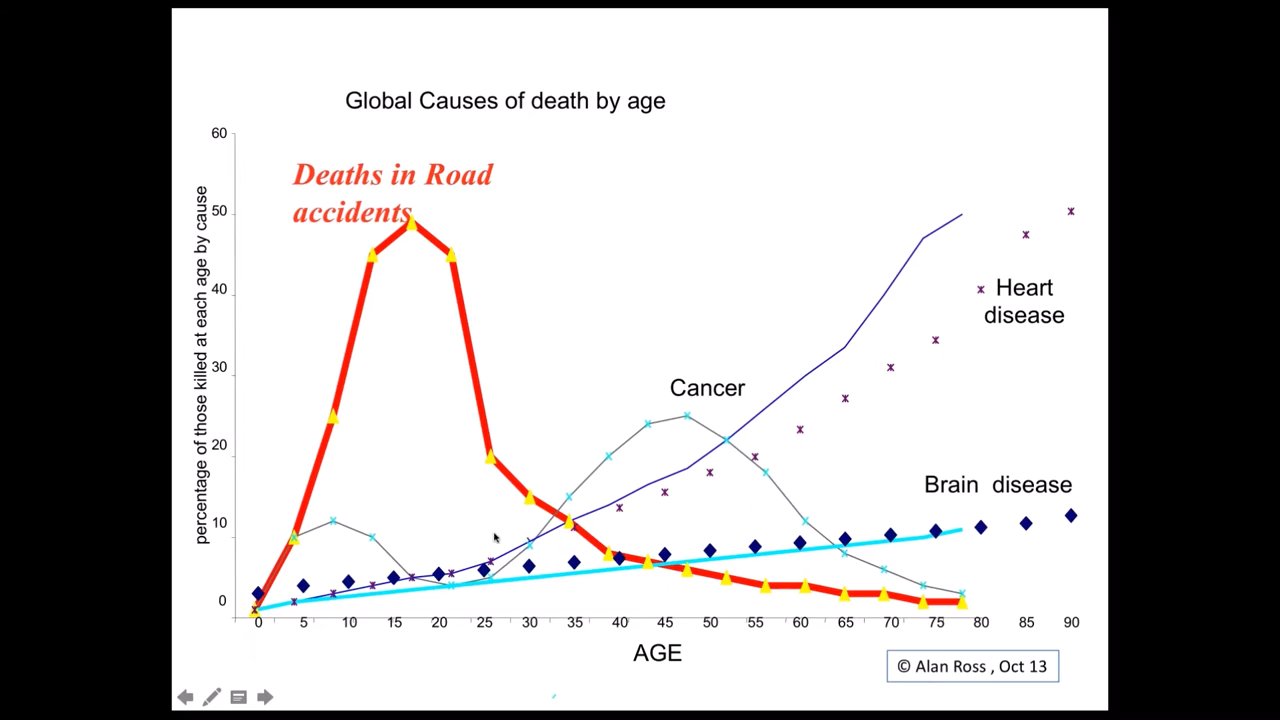 Global Causes of death by age
percentage of those killed at each age by cause
60
50
40
30
20
10
0
Deaths in Road
accidents
Cancer
Heart
disease
Brain disease
0 5 10 15 20 25 30 35 40 45 50 55 60 65 70 75 80 85 90
AGE
© Alan Ross , Oct 13